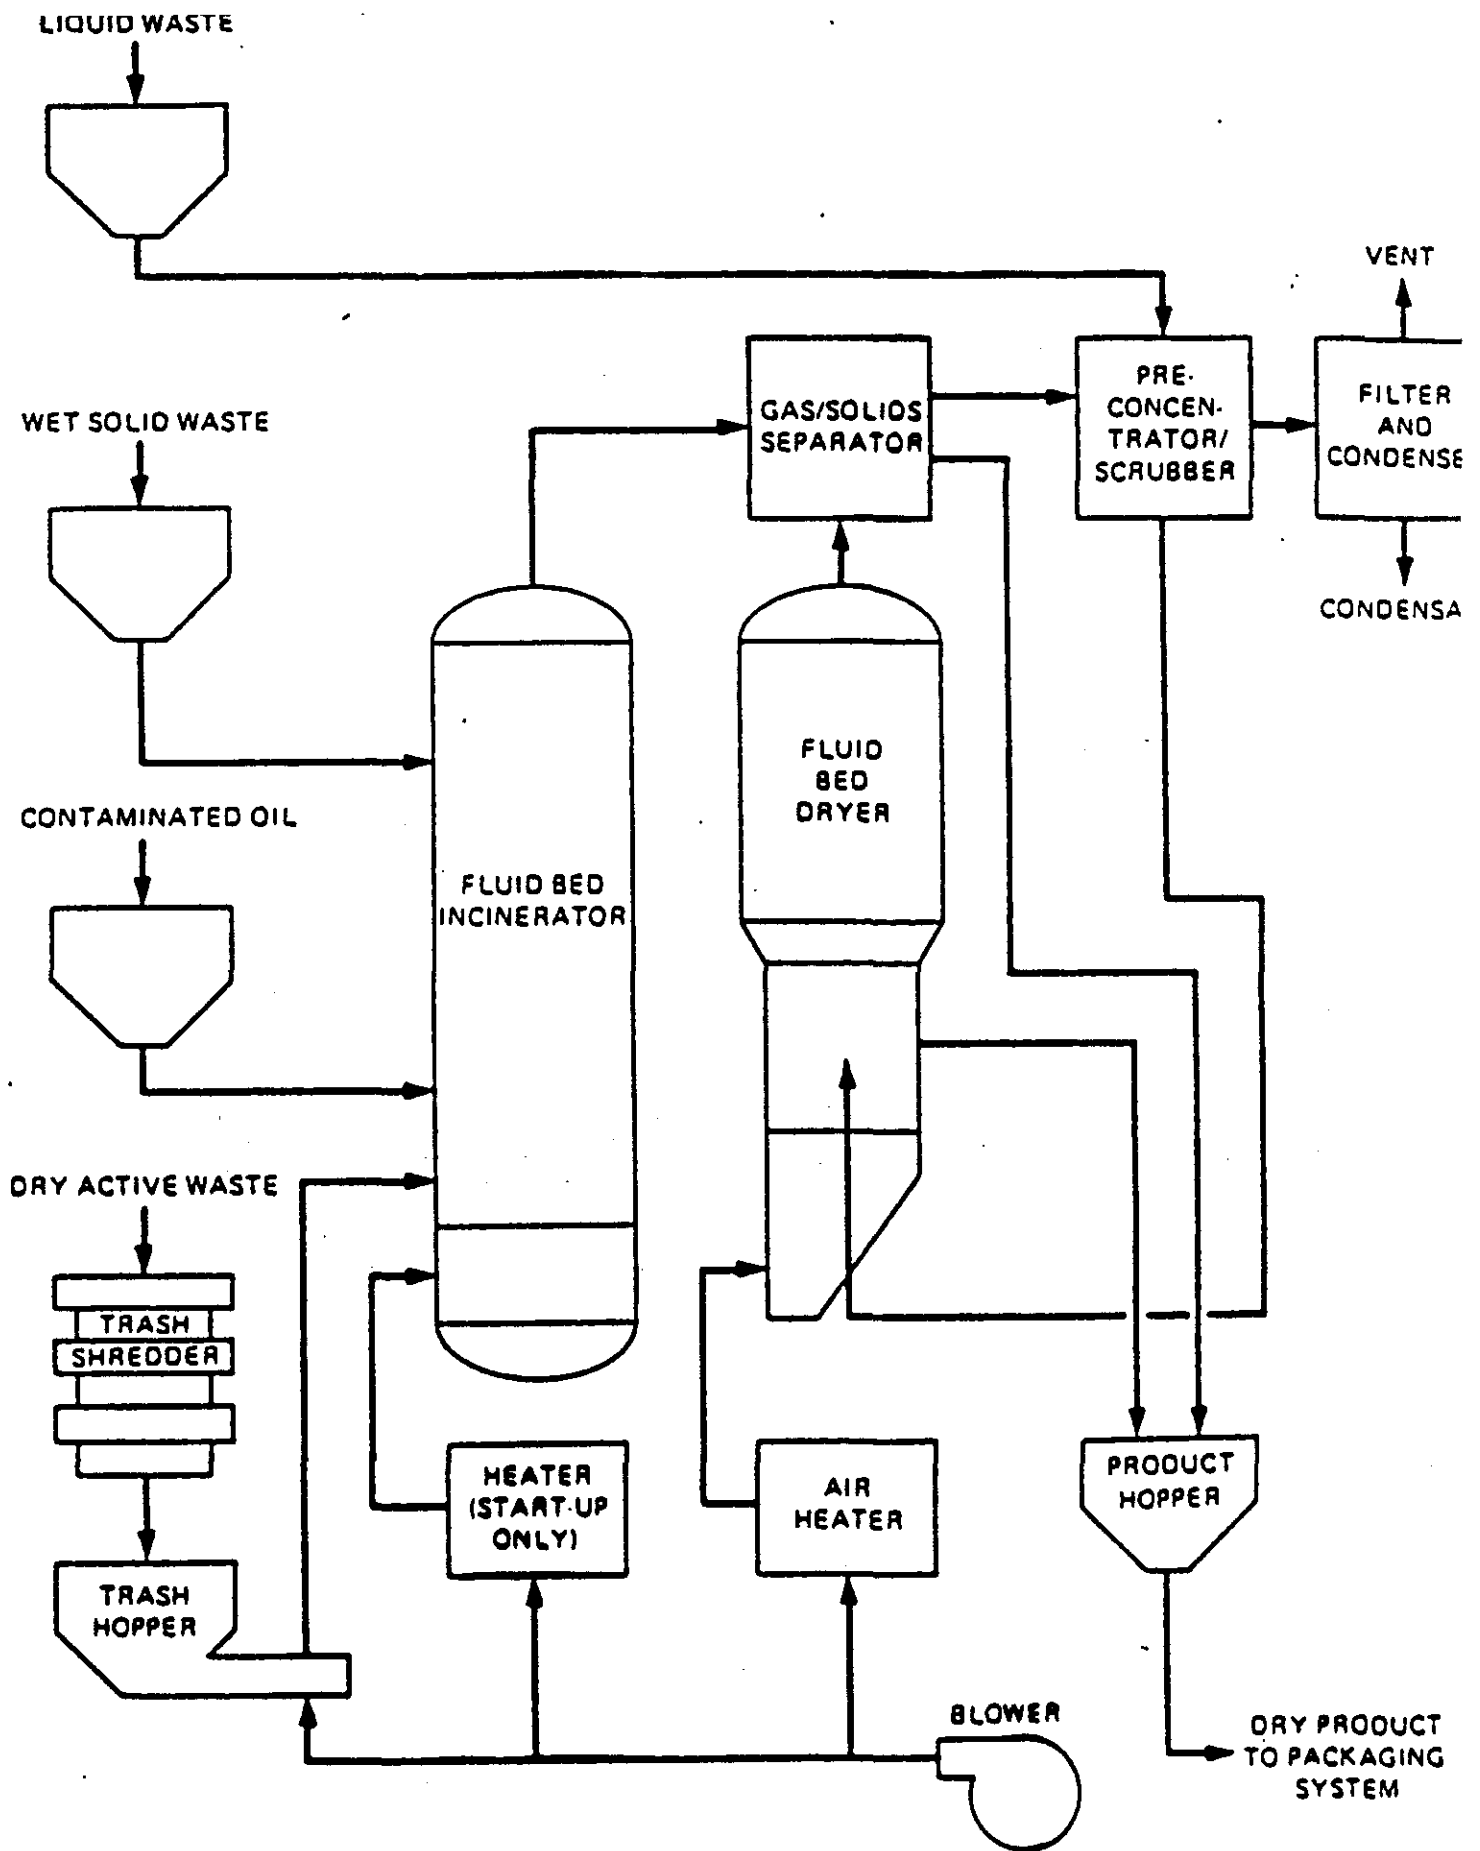 LIQUID WASTE
VENT
WET SOLID WASTE
GAS/SOLIDS
SEPARATOR
PRE-
CONCEN-
TRATOR/
SCRUBBER
FILTER
AND
CONDENSE
CONDENSA
CONTAMINATED OIL
FLUID BED
INCINERATOR
FLUID
BED
DRYER
DRY ACTIVE WASTE
TRASH
SHREDDER
HEATER
(START-UP
ONLY)
AIR
HEATER
PRODUCT
HOPPER
TRASH
HOPPER
BLOWER
DRY PRODUCT
TO PACKAGING
SYSTEM